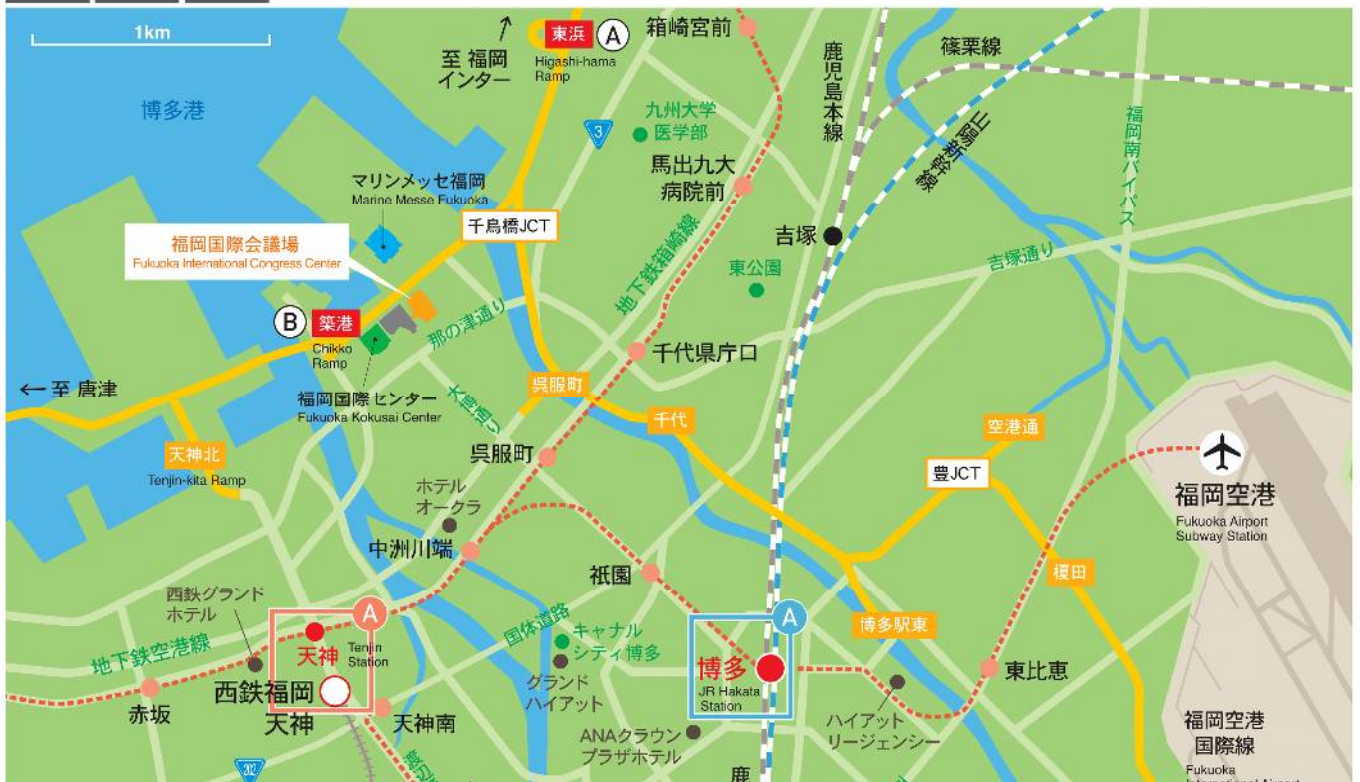 1km
博多港
至 福岡
インター
東浜
A
Higashi-hama
Ramp
箱崎宮前
鹿児島本線
篠栗線
山陽新幹線
福岡南バイパス
3
九州大学
医学部
馬出九大
病院前
マリンメッセ福岡
Marine Messe Fukuoka
千鳥橋JCT
福岡国際会議場
Fukuoka International Congress Center
地下鉄箱崎線
吉塚
東公園
吉塚通り
B
築港
Chikko
Ramp
那の津通り
千代県庁口
← 至 唐津
福岡国際センター
Fukuoka Kokusai Center
大博通り
呉服町
千代
空港通
天神北
Tenjin-kita Ramp
呉服町
豊JCT
福岡空港
Fukuoka Airport
Subway Station
ホテル
オークラ
中洲川端
祇園
榎田
西鉄グランド
ホテル
A
国体道路
キャナル
シティ博多
A
博多駅東
地下鉄空港線
天神
Tenjin
Station
博多
JR Hakata
Station
東比恵
西鉄福岡
天神
赤坂
天神南
グランド
ハイアット
ANAクラウン
プラザホテル
ハイアット
リージェンシー
福岡空港
国際線
Fukuoka
202
鹿